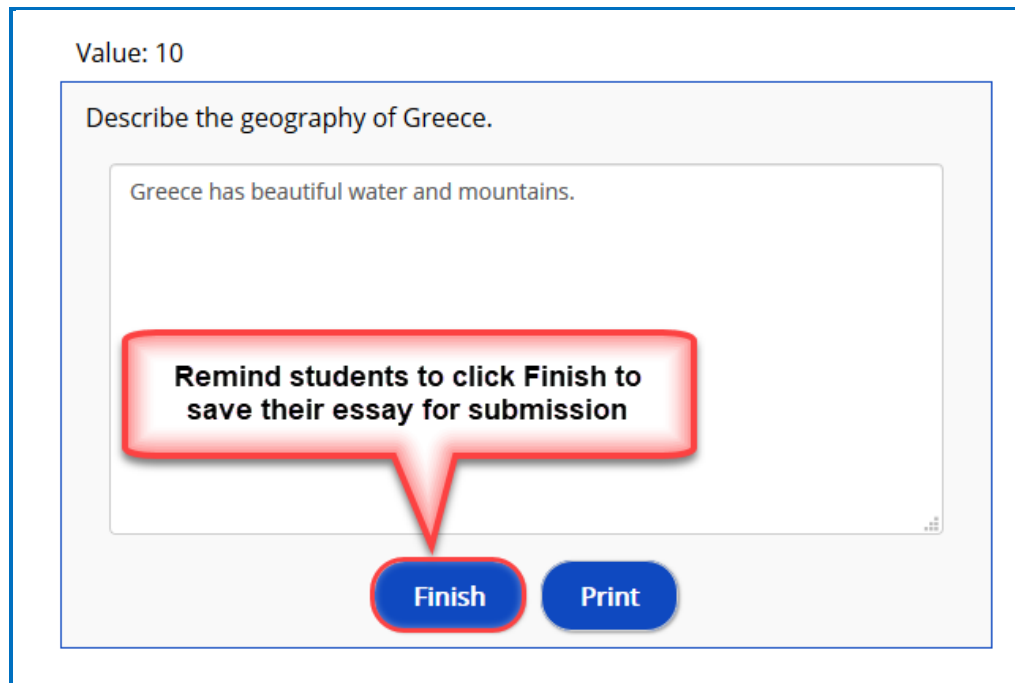 Value: 10
Describe the geography of Greece.
Greece has beautiful water and mountains.
Remind students to click Finish to
save their essay for submission
Finish
Print